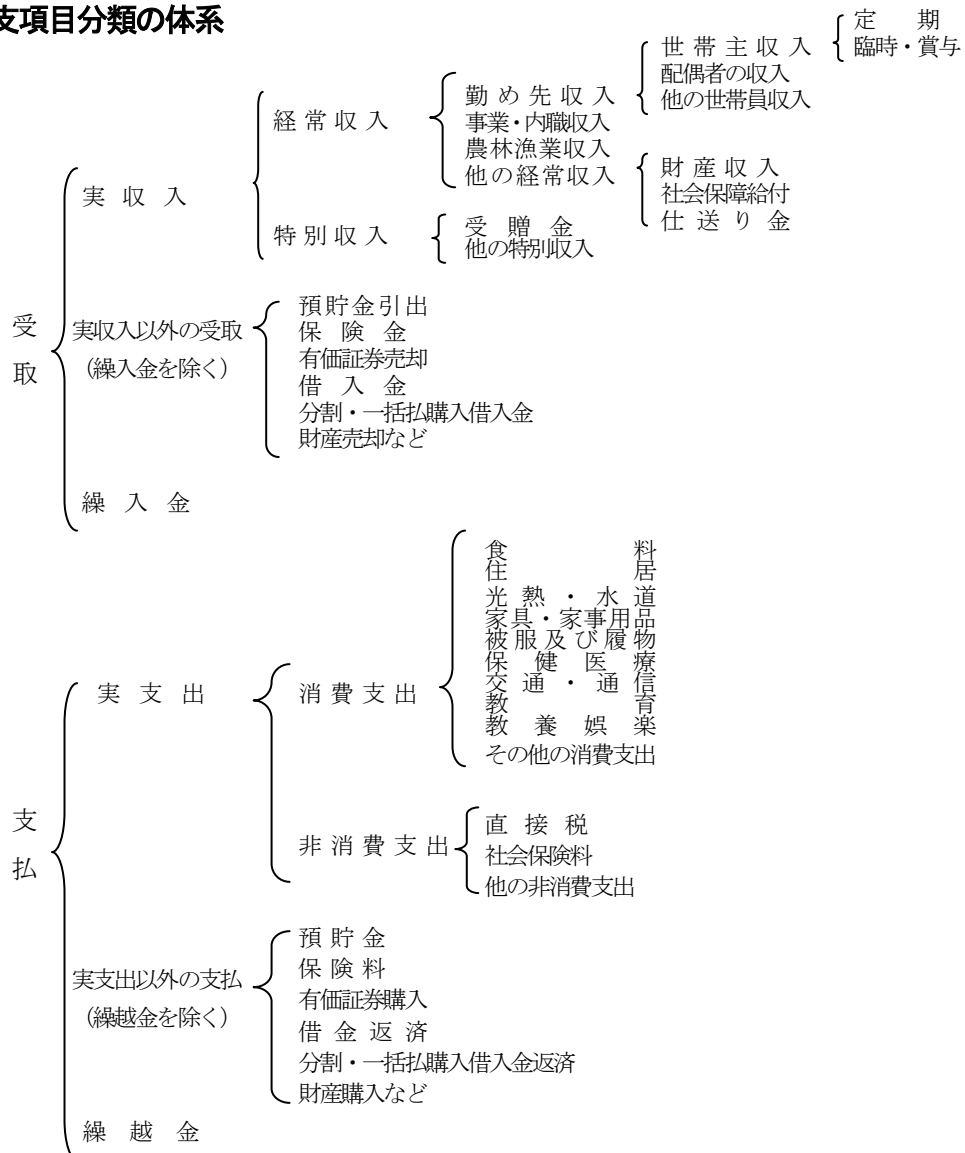 支項目分類の体系
定期
臨時・賞与
世帯主収入
配偶者の収入
他の世帯員収入
勤め先収入
事業・内職収入
農林漁業収入
他の経常収入
経常収入
財産収入
社会保障給付
仕送り金
実収入
特別収入
受贈金
他の特別収入
受取
実収入以外の受取
(繰入金を除く)
預貯金引出
保険金
有価証券売却
借入金
分割・一括払購入借入金
財産売却など
繰入金
食料
住居
光熱・水道
家具・家事用品
被服及び履物
保健医療
交通・通信
教育
教養娯楽
その他の消費支出
実支出
消費支出
支払
非消費支出
直接税
社会保険料
他の非消費支出
実支出以外の支払
(繰越金を除く)
預貯金
保険料
有価証券購入
借金返済
分割・一括払購入借入金返済
財産購入など
繰越金